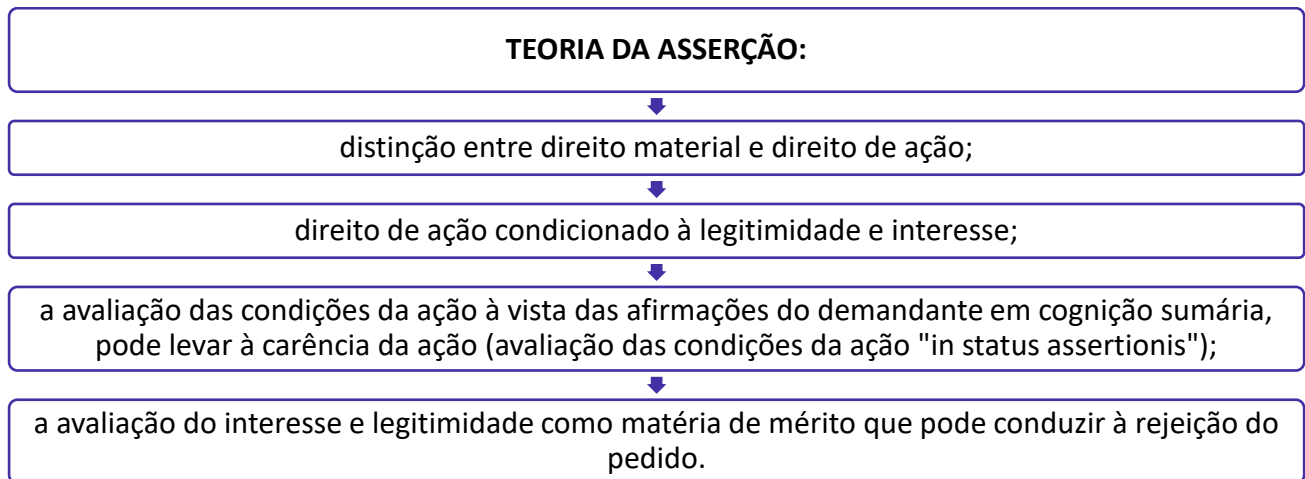 TEORIA DA ASSERÇÃO:
distinção entre direito material e direito de ação;
direito de ação condicionado à legitimidade e interesse;
a avaliação das condições da ação à vista das afirmações do demandante em cognição sumária,
pode levar à carência da ação (avaliação das condições da ação "in status assertionis");
a avaliação do interesse e legitimidade como matéria de mérito que pode conduzir à rejeição do
pedido.